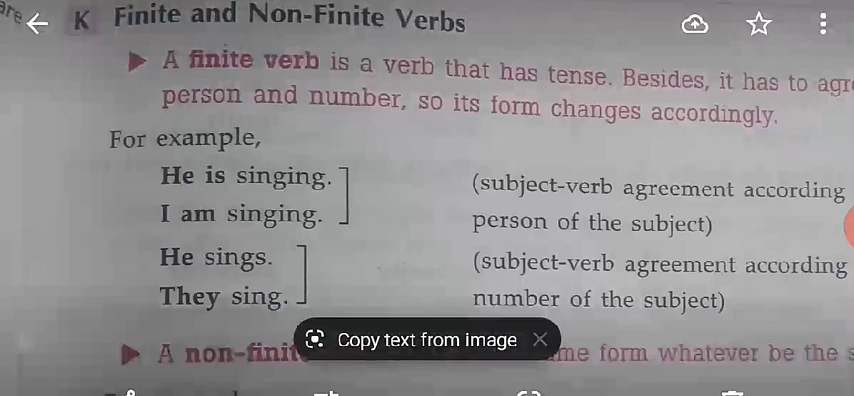 are
K Finite and Non-Finite Verbs
A finite verb is a verb that has tense. Besides, it has to
person and number, so its form changes accordingly.
For example,
He is singing.
I am singing.
(subject-verb agreement according
person of the subject)
He sings.
They sing.
(subject-verb agreement according
number of the subject)
Copy text from image
A form whatever be the